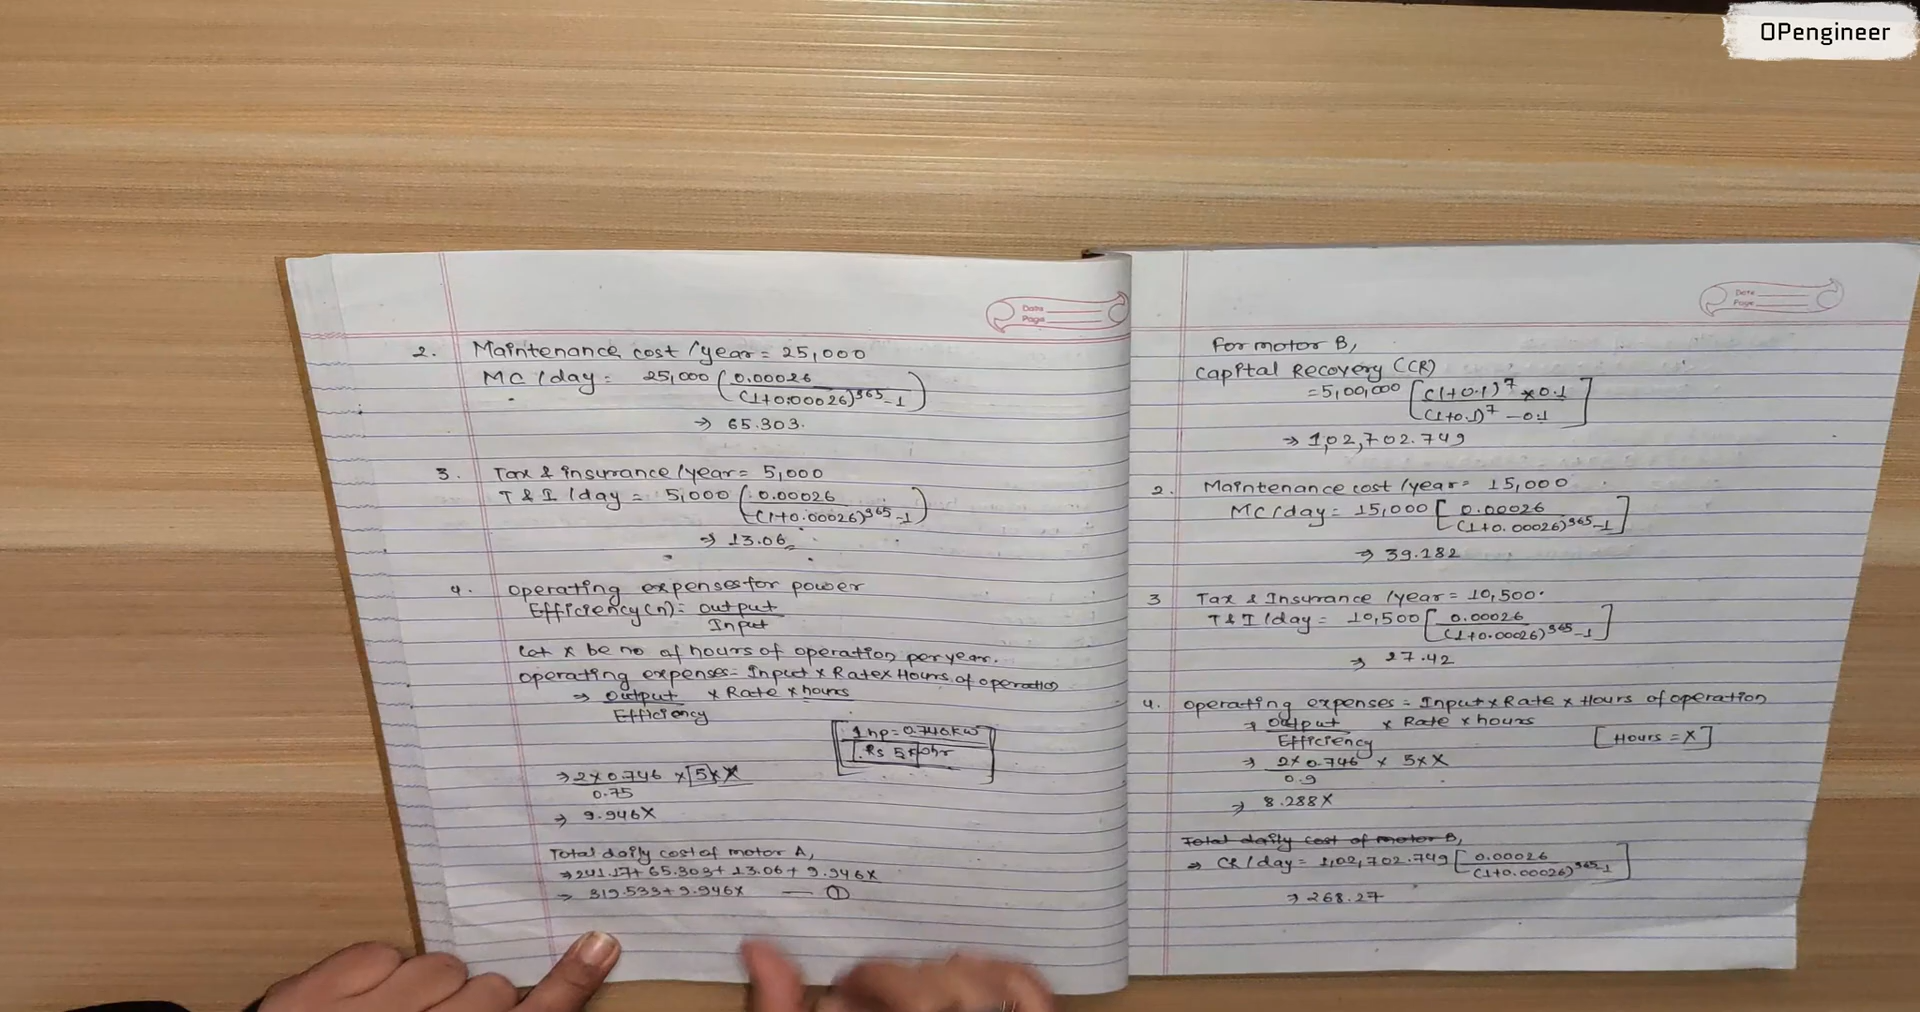 OPengineer
Date
Page
2. Maintenance cost / year = 25,000
MC / day = 25,000 ( 0.00026 / (1+0.00026)^365 - 1 )
→ 65.303.
3. Tax & insurance / year = 5,000
T & I / day = 5,000 ( 0.00026 / (1+0.00026)^365 - 1 )
→ 13.06
4. operating expenses for power
Efficiency (n) = output / Input
Let x be no of hours of operation per year.
operating expenses = Input x Rate x Hours of operation
→ output / Efficiency x Rate x hours
1 hp = 0.746 kW
Rs 5
→ 2 x 0.746 / 0.75 x 5 x X
→ 9.946X
Total daily cost of motor A,
→ 241.17 + 65.303 + 13.06 + 9.946X
→ 319.533 + 9.946X — ①
Date
Page
For motor B,
Capital Recovery (CR)
= 5,00,000 [ (1+0.1)^7 x 0.1 / (1+0.1)^7 - 0.1 ]
→ 1,02,702.749
2. Maintenance cost / year = 15,000
MC / day = 15,000 [ 0.00026 / (1+0.00026)^365 - 1 ]
→ 39.182
3 Tax & Insurance / year = 10,500.
T & I / day = 10,500 [ 0.00026 / (1+0.00026)^365 - 1 ]
→ 27.42
4. operating expenses = Input x Rate x Hours of operation
→ output / Efficiency x Rate x hours
[Hours = X]
→ 2 x 0.746 / 0.9 x 5 x X
→ 8.288X
Total daily cost of motor B,
→ CR / day = 1,02,702.749 [ 0.00026 / (1+0.00026)^365 - 1 ]
→ 268.27